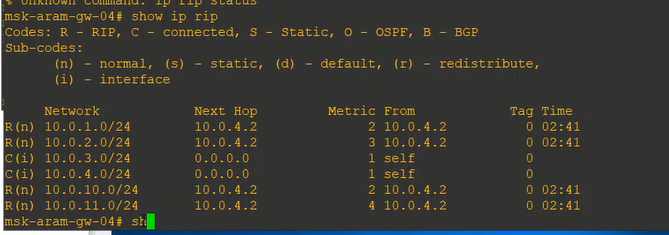 % Unknown command: ip rip status
msk-aram-gw-04# show ip rip
Codes: R - RIP, C - connected, S - Static, O - OSPF, B - BGP
Sub-codes:
      (n) - normal, (s) - static, (d) - default, (r) - redistribute,
      (i) - interface
     Network            Next Hop         Metric From            Tag Time
R(n) 10.0.1.0/24        10.0.4.2              2 10.0.4.2          0 02:41
R(n) 10.0.2.0/24        10.0.4.2              3 10.0.4.2          0 02:41
C(i) 10.0.3.0/24        0.0.0.0               1 self              0
C(i) 10.0.4.0/24        0.0.0.0               1 self              0
R(n) 10.0.10.0/24       10.0.4.2              2 10.0.4.2          0 02:41
R(n) 10.0.11.0/24       10.0.4.2              4 10.0.4.2          0 02:41
msk-aram-gw-04# sh